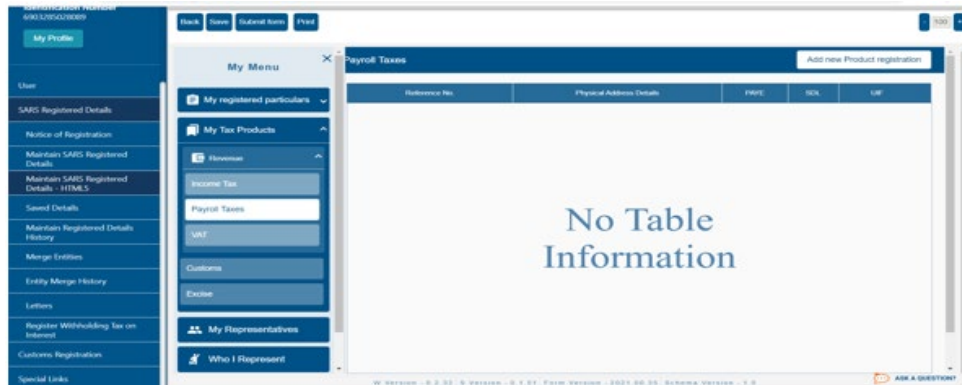 Identification Number
6903285028089
My Profile
User
SARS Registered Details
Notice of Registration
Maintain SARS Registered
Details
Maintain SARS Registered
Details - HTML5
Saved Details
Maintain Registered Details
History
Merge Entities
Entity Merge History
Letters
Register Withholding Tax on
Interest
Customs Registration
Special Links
Back Save Submit form Print
- 100 +
My Menu
My registered particulars
My Tax Products
Revenue
Income Tax
Payroll Taxes
VAT
Customs
Excise
My Representatives
Who I Represent
Payroll Taxes
Add new Product registration
Reference No. Physical Address Details PAYE SDL UIF
No Table
Information
ASK A QUESTION?